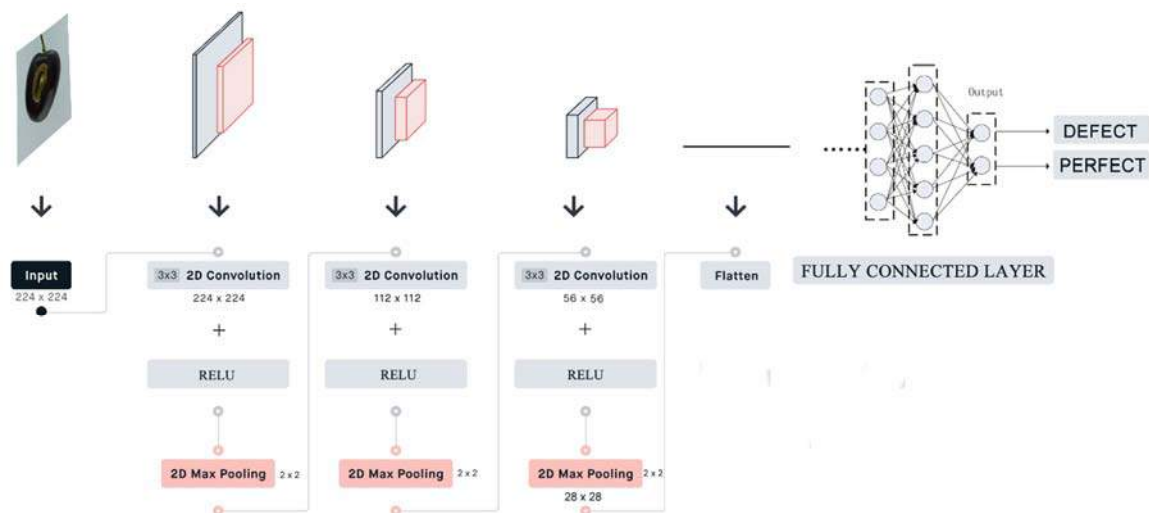 Output
DEFECT
PERFECT
Input
224 x 224
3x3 2D Convolution
224 x 224
+
RELU
2D Max Pooling 2 x 2
3x3 2D Convolution
112 x 112
+
RELU
2D Max Pooling 2 x 2
3x3 2D Convolution
56 x 56
+
RELU
2D Max Pooling 2 x 2
28 x 28
Flatten
FULLY CONNECTED LAYER